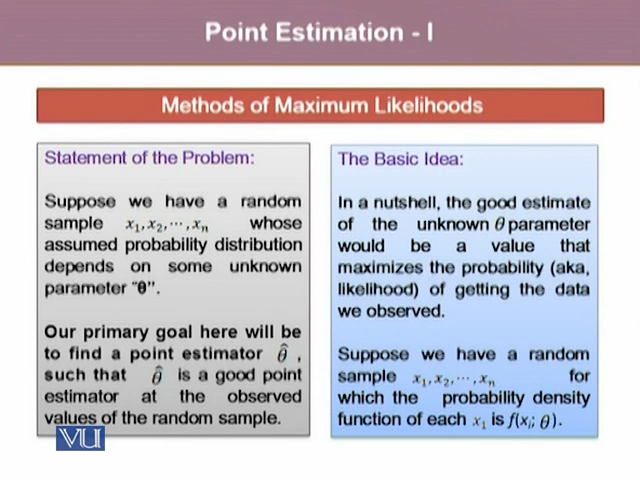 Point Estimation - I
Methods of Maximum Likelihoods
Statement of the Problem:
Suppose we have a random
sample x₁,x₂,⋯,xₙ whose
assumed probability distribution
depends on some unknown
parameter "θ".
Our primary goal here will be
to find a point estimator θ̂ ,
such that θ̂ is a good point
estimator at the observed
values of the random sample.
The Basic Idea:
In a nutshell, the good estimate
of the unknown θ parameter
would be a value that
maximizes the probability (aka,
likelihood) of getting the data
we observed.
Suppose we have a random
sample x₁,x₂,⋯,xₙ for
which the probability density
function of each x₁ is f(xᵢ; θ).
VU